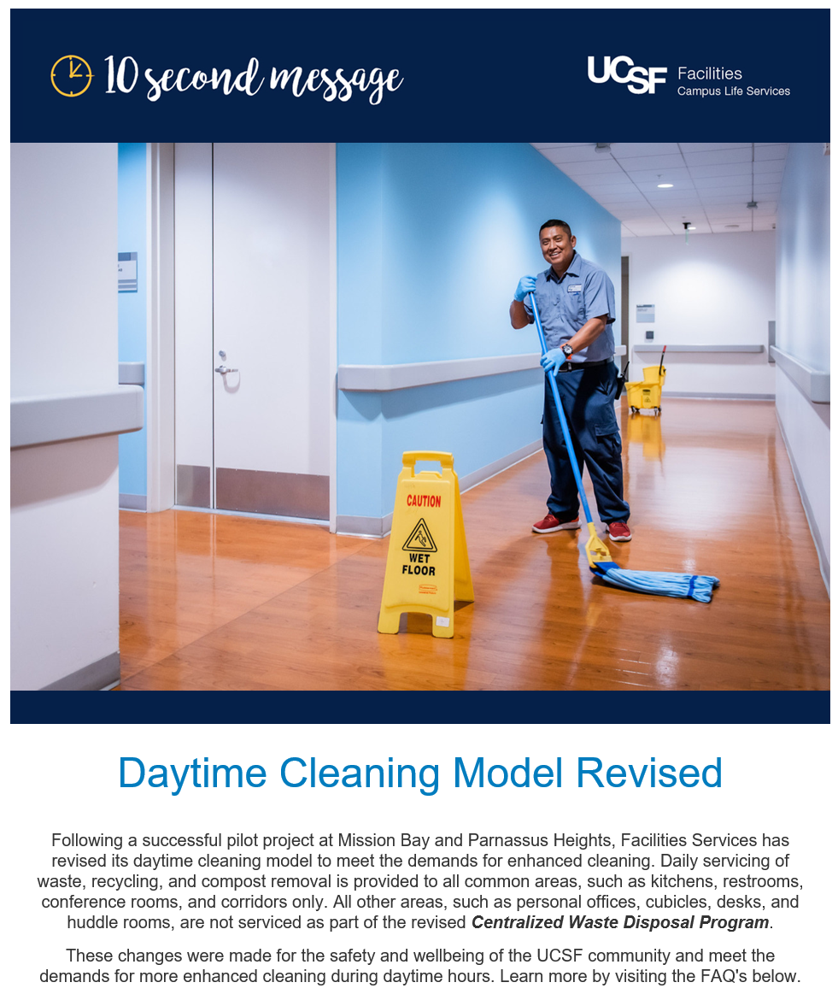 10 second message
UCSF Facilities
Campus Life Services
CAUTION
WET
FLOOR
Daytime Cleaning Model Revised
Following a successful pilot project at Mission Bay and Parnassus Heights, Facilities Services has
revised its daytime cleaning model to meet the demands for enhanced cleaning. Daily servicing of
waste, recycling, and compost removal is provided to all common areas, such as kitchens, restrooms,
conference rooms, and corridors only. All other areas, such as personal offices, cubicles, desks, and
huddle rooms, are not serviced as part of the revised Centralized Waste Disposal Program.
These changes were made for the safety and wellbeing of the UCSF community and meet the
demands for more enhanced cleaning during daytime hours. Learn more by visiting the FAQ's below.